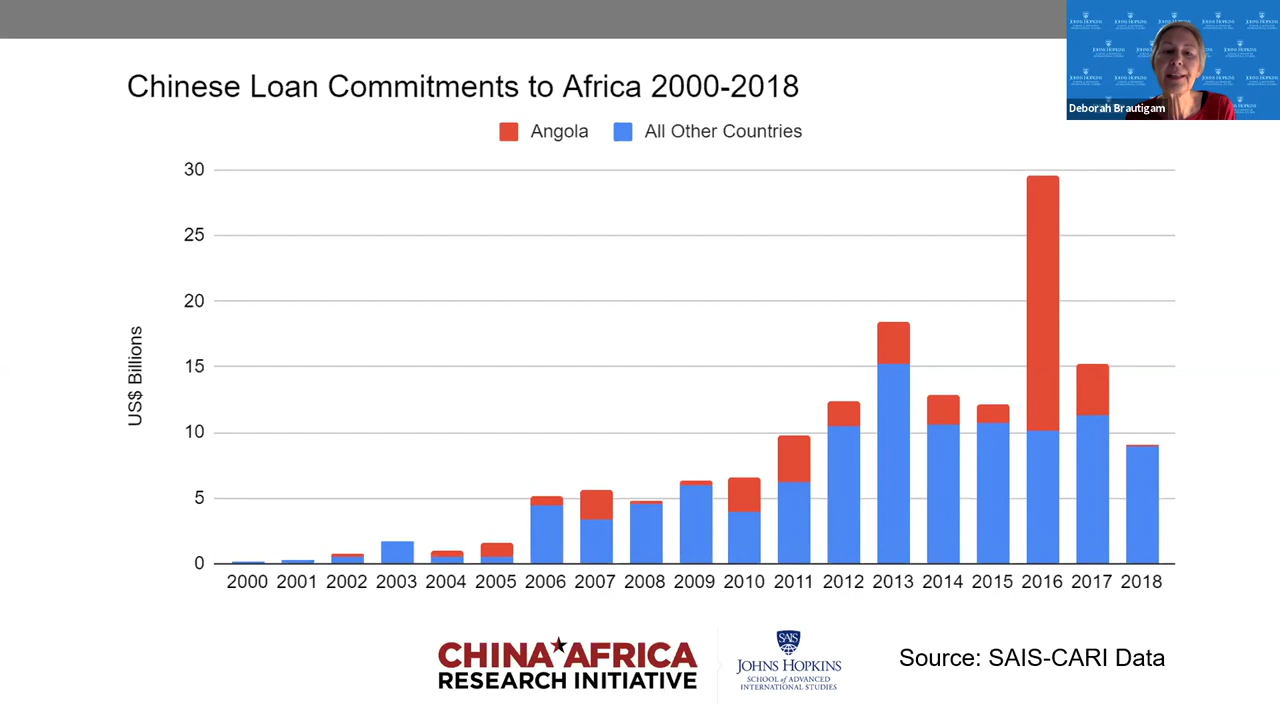 Chinese Loan Commitments to Africa 2000-2018
Angola
All Other Countries
US$ Billions
30
25
20
15
10
5
0
2000 2001 2002 2003 2004 2005 2006 2007 2008 2009 2010 2011 2012 2013 2014 2015 2016 2017 2018
CHINA AFRICA
RESEARCH INITIATIVE
SAIS
JOHNS HOPKINS
SCHOOL of ADVANCED
INTERNATIONAL STUDIES
Source: SAIS-CARI Data
JOHNS HOPKINS
Deborah Brautigam